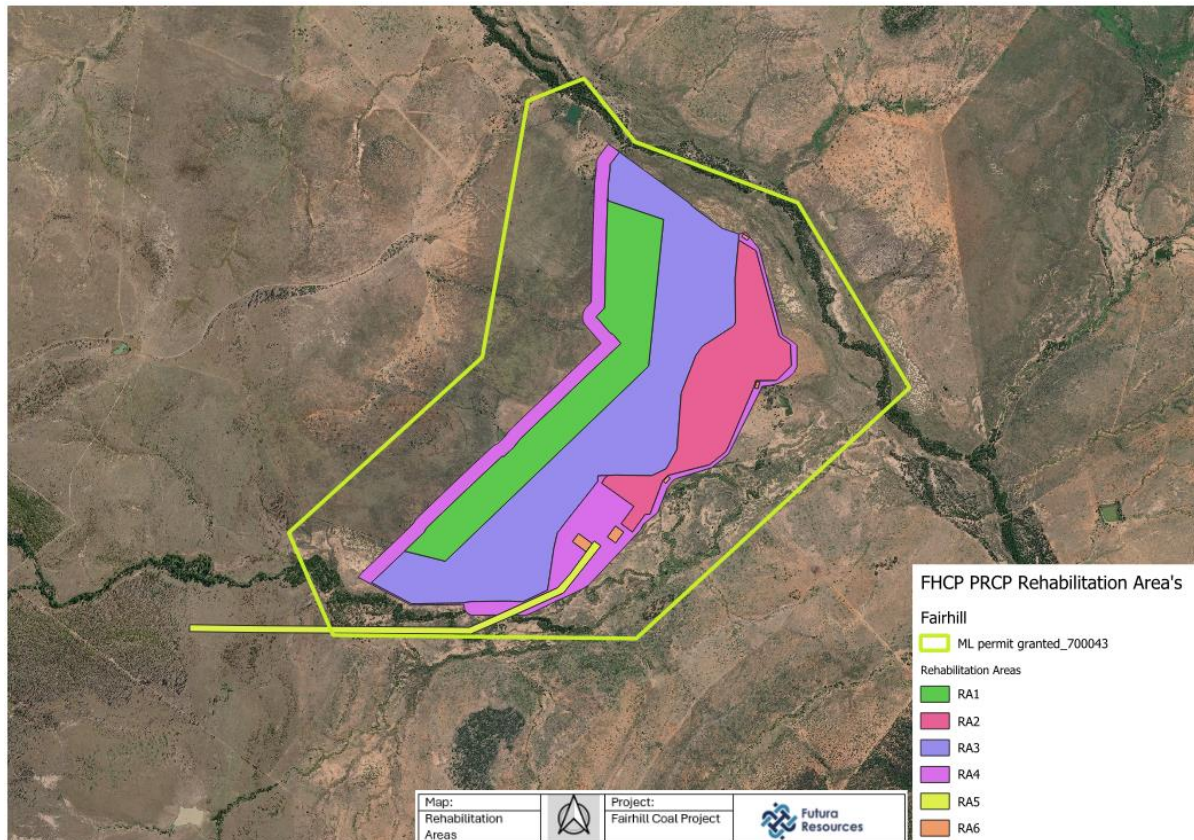 FHCP PRCP Rehabilitation Area's
Fairhill
ML permit granted_700043
Rehabilitation Areas
RA1
RA2
RA3
RA4
RA5
RA6
Map:
Rehabilitation
Areas
Project:
Fairhill Coal Project
Futura
Resources